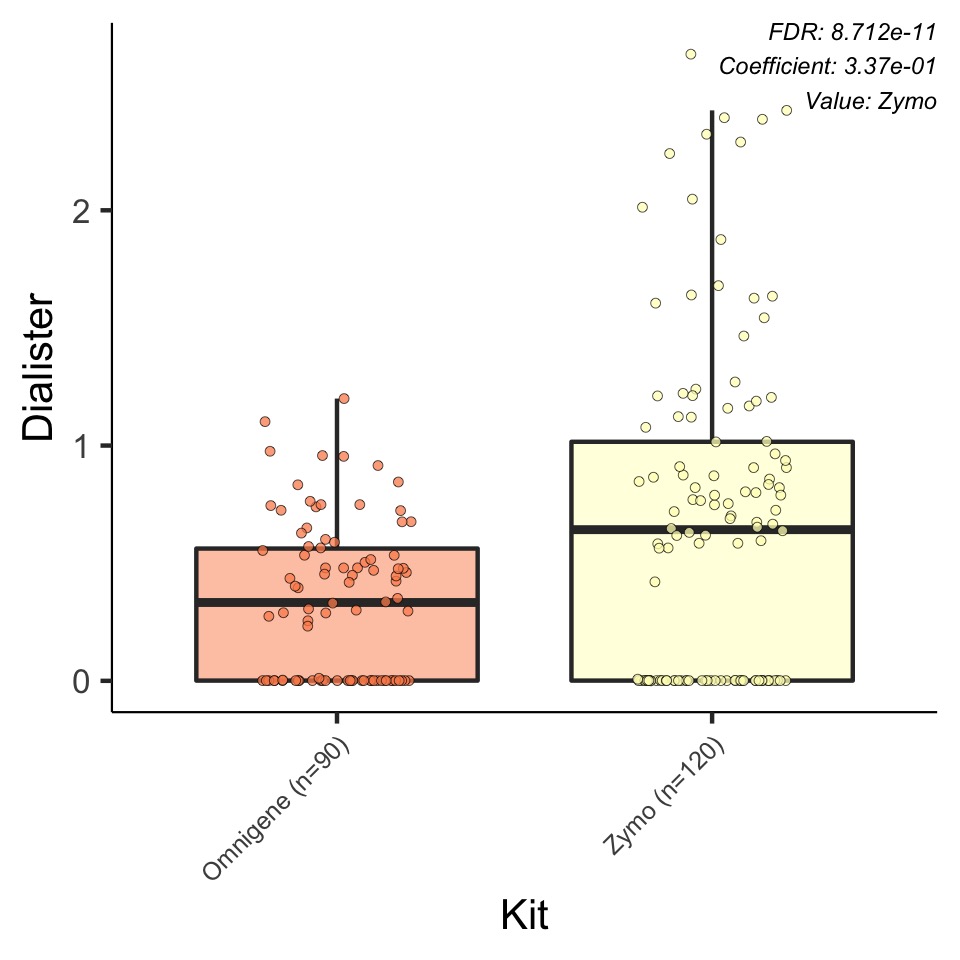 FDR: 8.712e-11
Coefficient: 3.37e-01
Value: Zymo
2
1
0
Dialister
Omnigene (n=90)
Zymo (n=120)
Kit